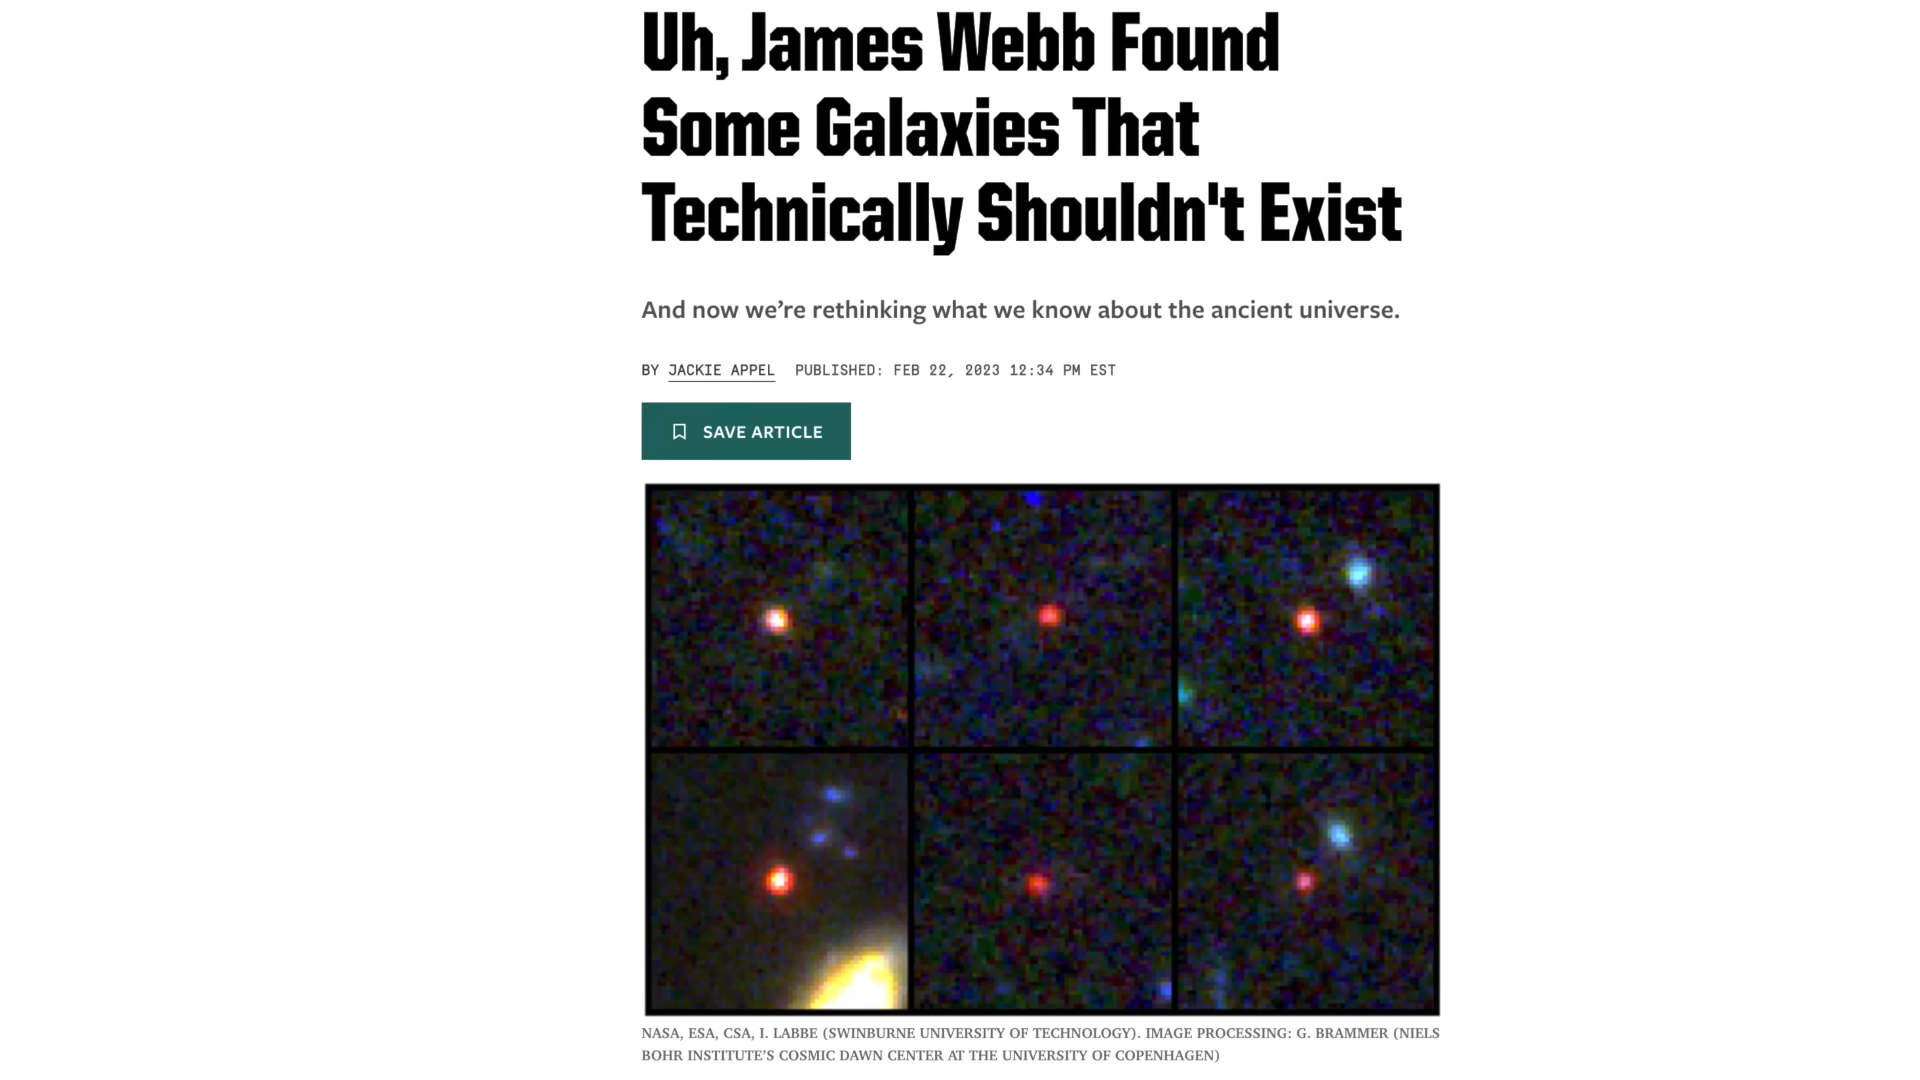 Uh, James Webb Found
Some Galaxies That
Technically Shouldn't Exist
And now we’re rethinking what we know about the ancient universe.
BY JACKIE APPEL PUBLISHED: FEB 22, 2023 12:34 PM EST
SAVE ARTICLE
NASA, ESA, CSA, I. LABBE (SWINBURNE UNIVERSITY OF TECHNOLOGY). IMAGE PROCESSING: G. BRAMMER (NIELS
BOHR INSTITUTE’S COSMIC DAWN CENTER AT THE UNIVERSITY OF COPENHAGEN)